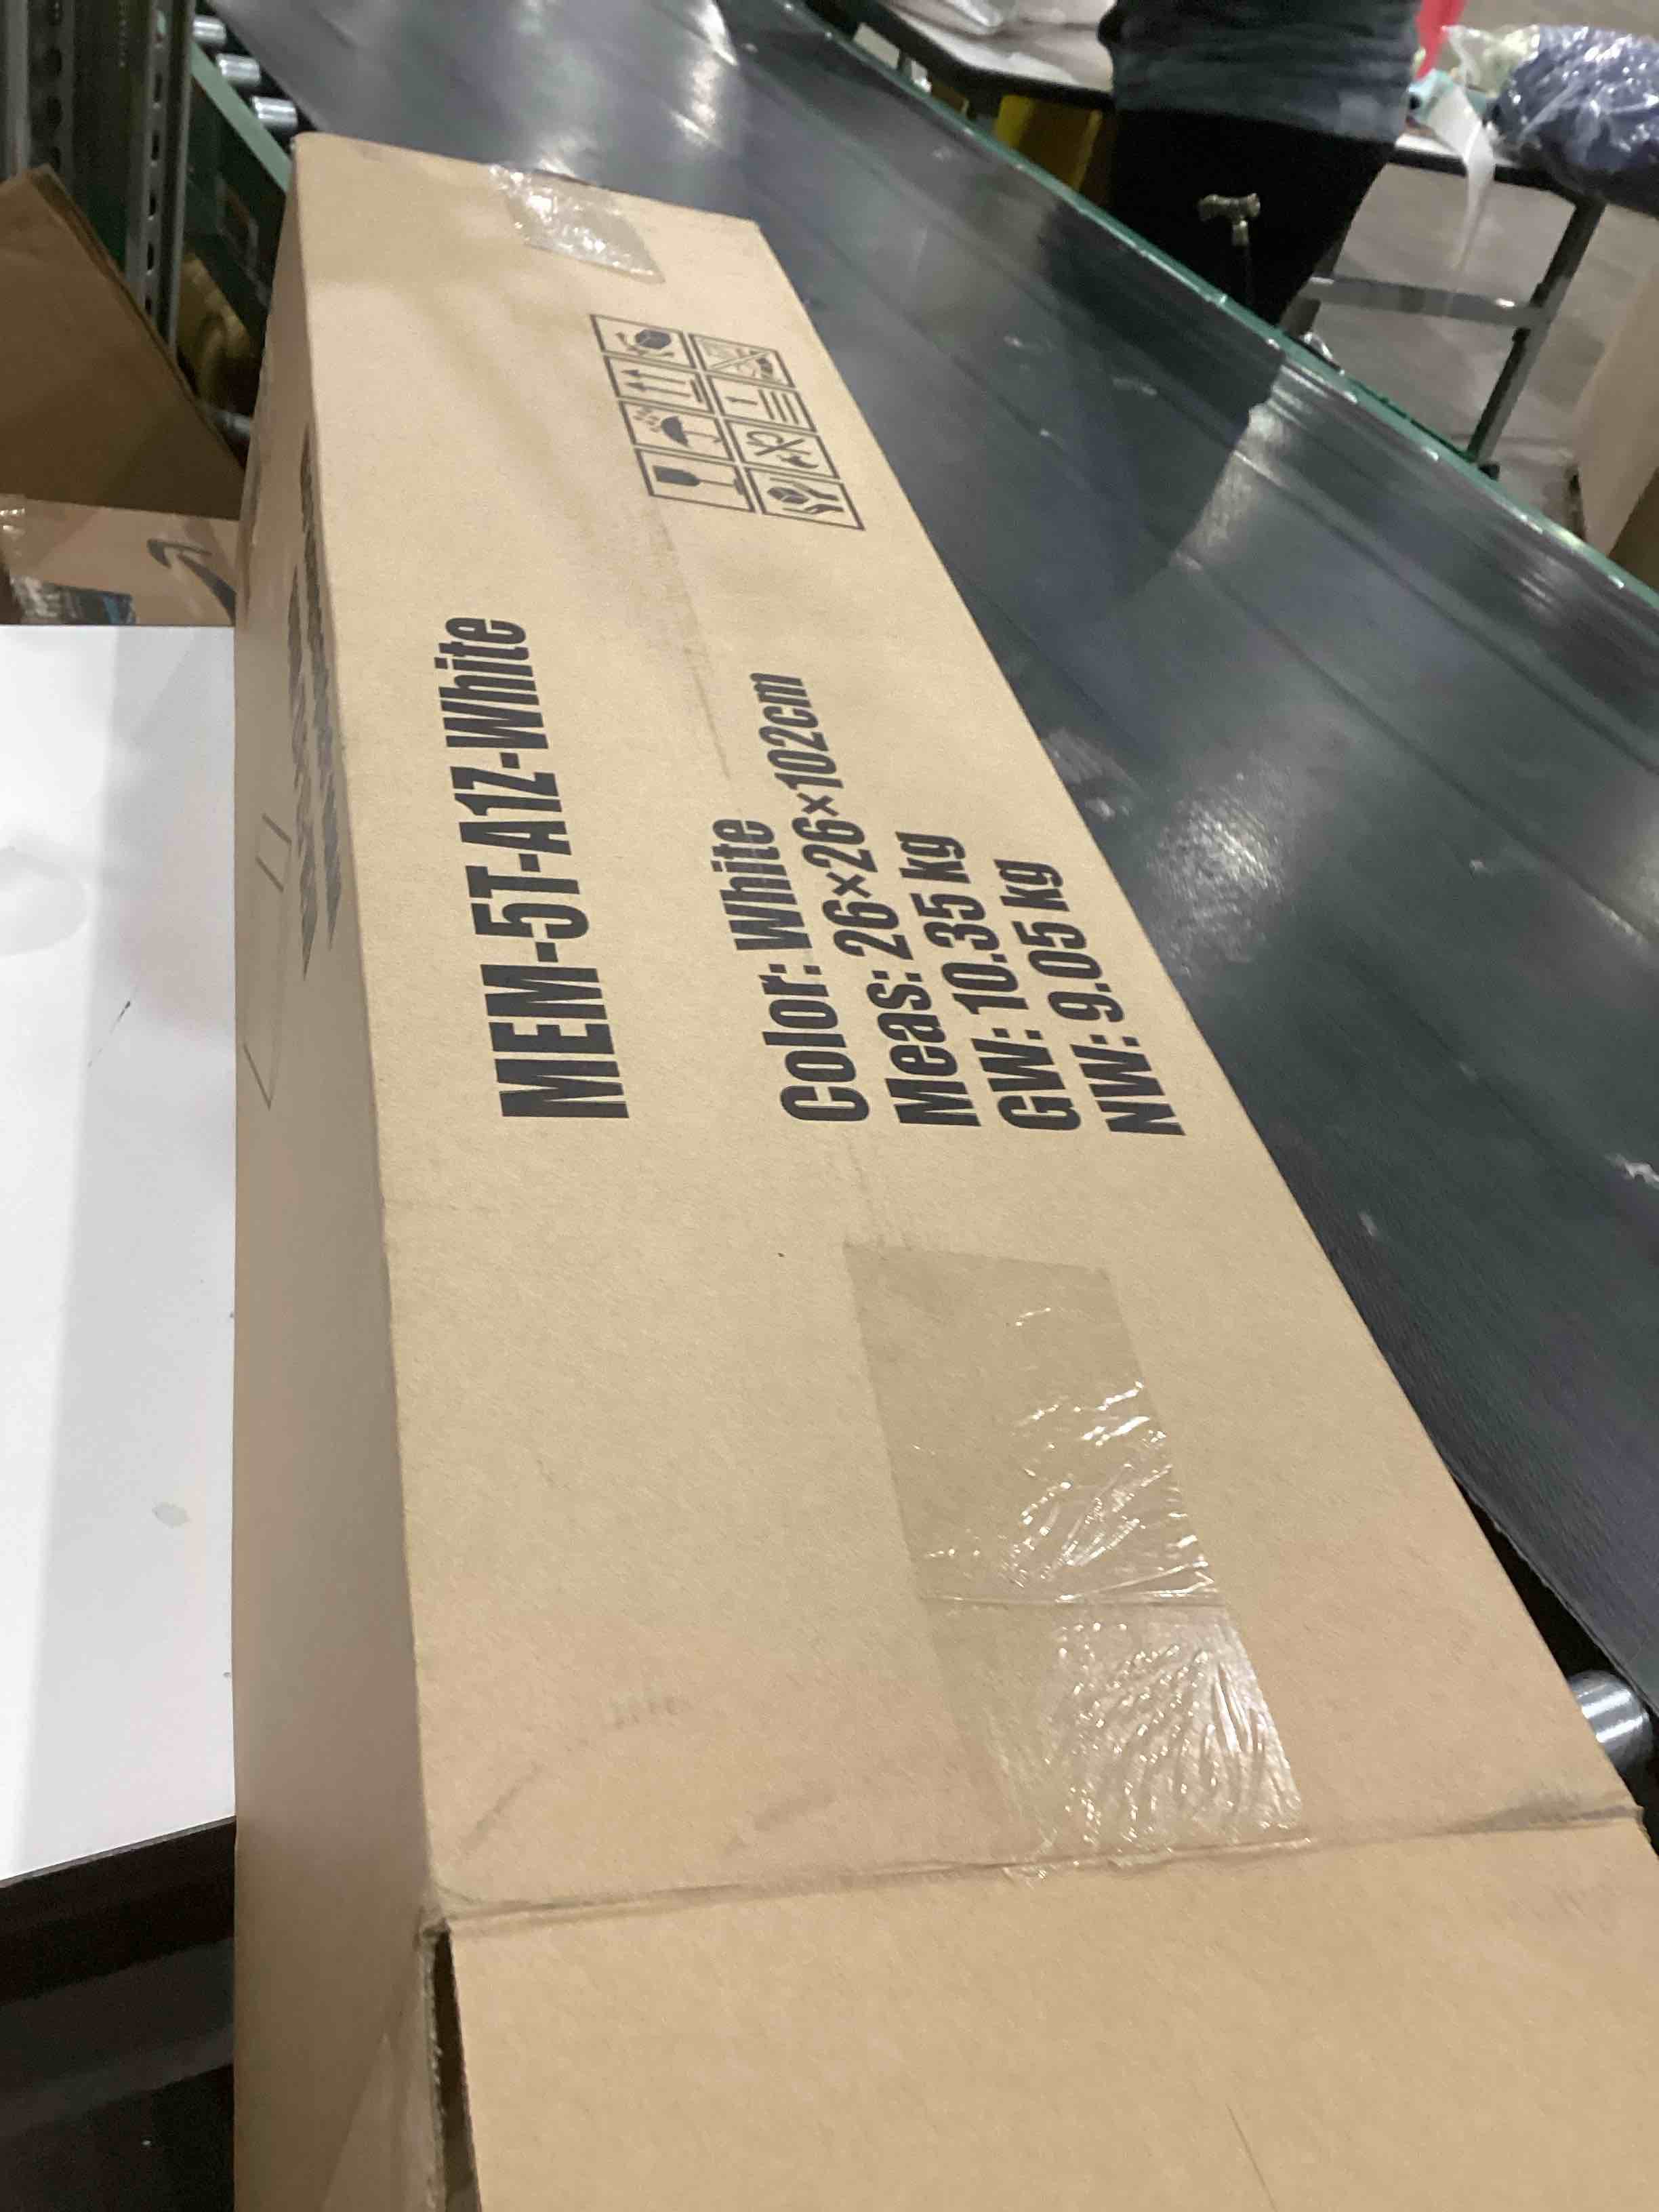 MEM-5T-A1Z-White
Color: White
Meas: 26×26×102cm
GW: 10.35 kg
NW: 9.05 kg